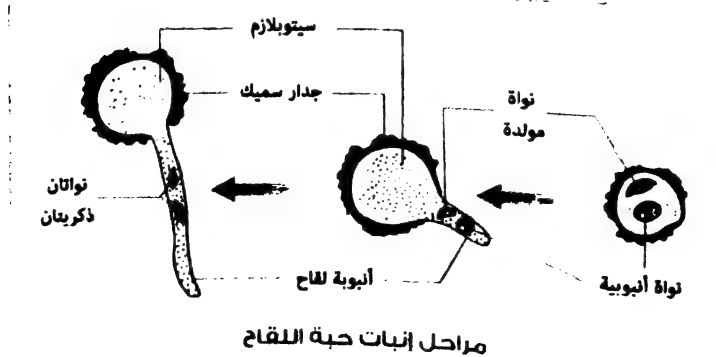 سيتوبلازم
جدار سميك
نواة
مولدة
نواتان
ذكريتان
أنبوبة لقاح
نواة أنبوبية
مراحل إنبات حبة اللقاح